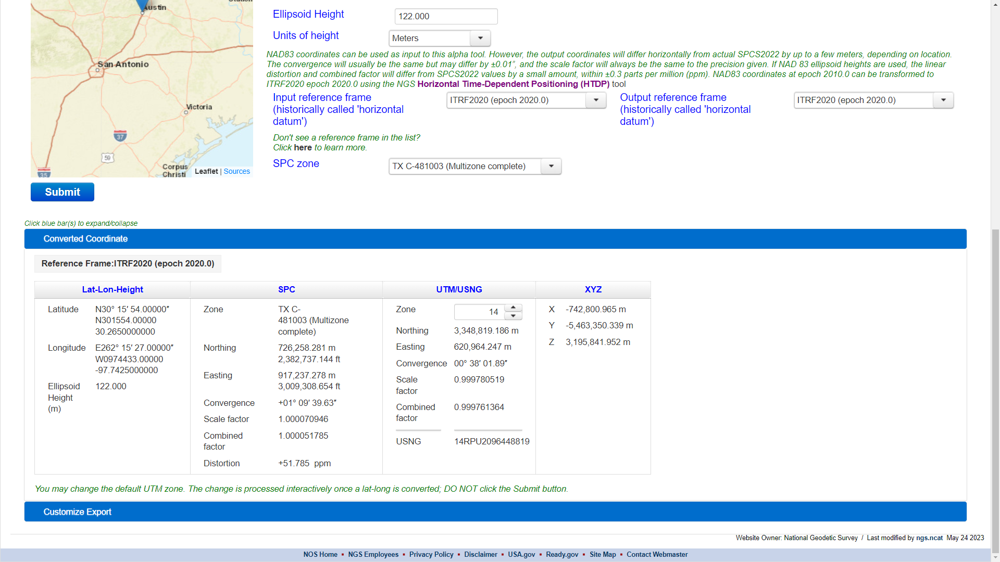 Austin
San Antonio
Victoria
37
59
35
Corpus
Christi
Leaflet | Sources
Ellipsoid Height
122.000
Units of height
Meters
NAD83 coordinates can be used as input to this alpha tool. However, the output coordinates will differ horizontally from actual SPCS2022 by up to a few meters, depending on location.
The convergence will usually be the same but may differ by ±0.01”, and the scale factor will always be the same to the precision given. If NAD 83 ellipsoid heights are used, the linear
distortion and combined factor will differ from SPCS2022 values by a small amount, within ±0.3 parts per million (ppm). NAD83 coordinates at epoch 2010.0 can be transformed to
ITRF2020 epoch 2020.0 using the NGS Horizontal Time-Dependent Positioning (HTDP) tool
Input reference frame
(historically called 'horizontal
datum')
ITRF2020 (epoch 2020.0)
Output reference frame
(historically called 'horizontal
datum')
ITRF2020 (epoch 2020.0)
Don't see a reference frame in the list?
Click here to learn more.
SPC zone
TX C-481003 (Multizone complete)
Submit
Click blue bar(s) to expand/collapse
Converted Coordinate
Reference Frame:ITRF2020 (epoch 2020.0)
Lat-Lon-Height
Latitude
N30° 15′ 54.00000″
N301554.00000
30.2650000000
Longitude
E262° 15′ 27.00000″
W0974433.00000
-97.7425000000
Ellipsoid
Height
(m)
122.000
SPC
Zone
TX C-
481003 (Multizone
complete)
Northing
726,258.281 m
2,382,737.144 ft
Easting
917,237.278 m
3,009,308.654 ft
Convergence
+01° 09′ 39.63″
Scale factor
1.000070946
Combined
factor
1.000051785
Distortion
+51.785 ppm
UTM/USNG
Zone
14
Northing
3,348,819.186 m
Easting
620,964.247 m
Convergence
00° 38′ 01.89″
Scale
factor
0.999780519
Combined
factor
0.999761364
USNG
14RPU2096448819
XYZ
X -742,800.965 m
Y -5,463,350.339 m
Z 3,195,841.952 m
You may change the default UTM zone. The change is processed interactively once a lat-long is converted; DO NOT click the Submit button.
Customize Export
Website Owner: National Geodetic Survey / Last modified by ngs.ncat May 24 2023
NOS Home ▪ NGS Employees ▪ Privacy Policy ▪ Disclaimer ▪ USA.gov ▪ Ready.gov ▪ Site Map ▪ Contact Webmaster